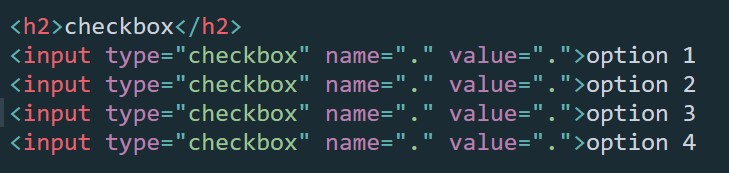 <h2>checkbox</h2>
<input type="checkbox" name="." value=".">option 1
<input type="checkbox" name="." value=".">option 2
<input type="checkbox" name="." value=".">option 3
<input type="checkbox" name="." value=".">option 4